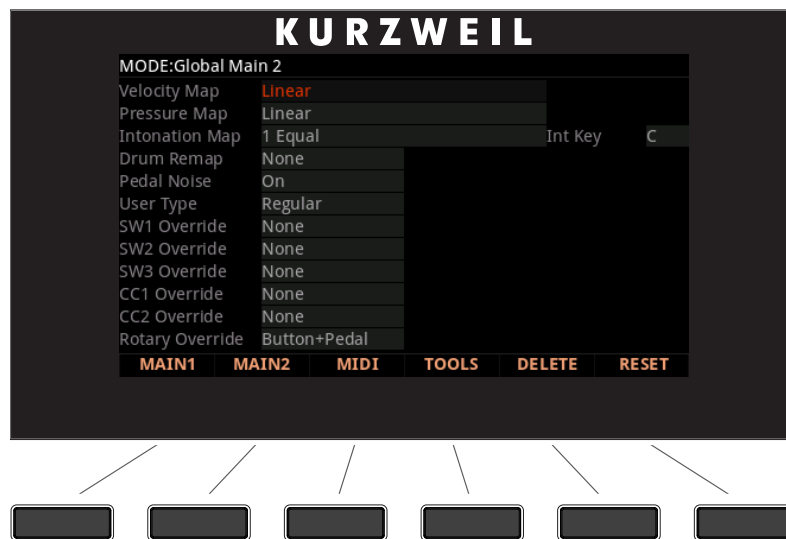 KURZWEIL
MODE:Global Main 2
Velocity Map Linear
Pressure Map Linear
Intonation Map 1 Equal Int Key C
Drum Remap None
Pedal Noise On
User Type Regular
SW1 Override None
SW2 Override None
SW3 Override None
CC1 Override None
CC2 Override None
Rotary Override Button+Pedal
MAIN1 MAIN2 MIDI TOOLS DELETE RESET